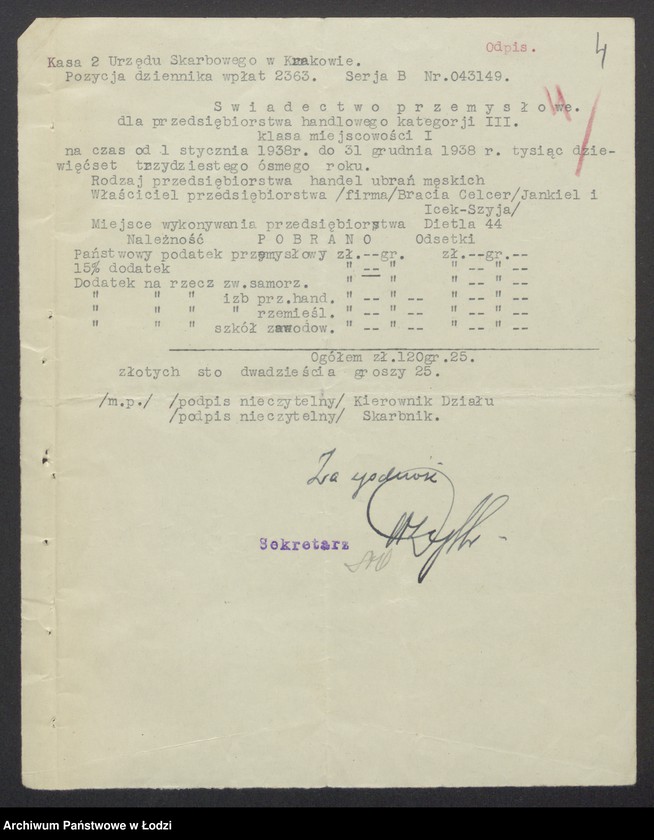 Odpis.
4
Kasa 2 Urzędu Skarbowego w Krakowie.
Pozycja dziennika wpłat 2363. Serja B Nr.043149.
S w i a d e c t w o p r z e m y s ł o we.
dla przedsiębiorstwa handlowego kategorji III.
klasa miejscowości I
na czas od 1 stycznia 1938r. do 31 grudnia 1938 r. tysiąc dzie-
więćset trzydziestego ósmego roku.
Rodzaj przedsiębiorstwa handel ubrań męskich
Właściciel przedsiębiorstwa /firma/Bracia Celcer/Jankiel i
Icek-Szyja/
Miejsce wykonywania przedsiębiorstwa Dietla 44
Należność P O B R A N O Odsetki
Państwowy podatek przemysłowy zł.--gr. zł.--gr.--
15% dodatek " -- " " -- " --
Dodatek na rzecz zw.samorz. " " -- " --
" " " izb prz.hand. " -- " -- " -- " --
" " " " rzemieśl. " -- " -- " -- " --
" " " szkół zawodow. " -- " -- " -- " --
Ogółem zł.120gr.25.
złotych sto dwadzieścia groszy 25.
/m.p./ /podpis nieczytelny/ Kierownik Działu
/podpis nieczytelny/ Skarbnik.
Za zgodność
Sekretarz
Archiwum Państwowe w Łodzi